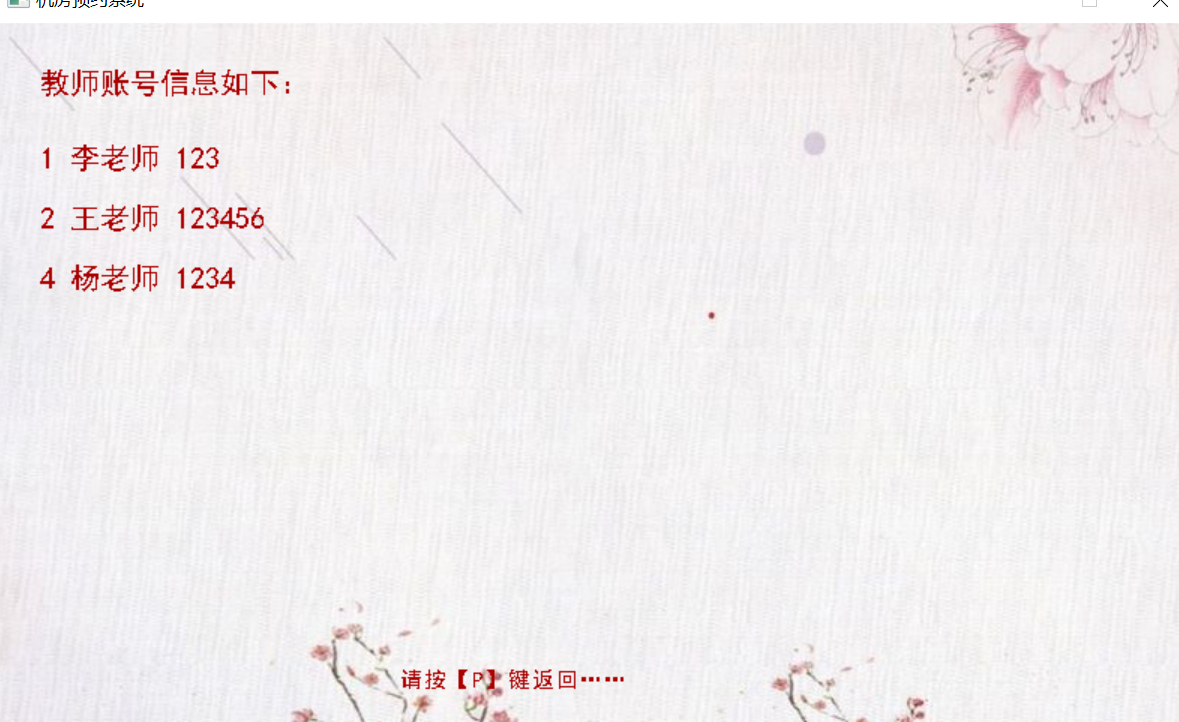 机房预约系统
教师账号信息如下：
1 李老师 123
2 王老师 123456
4 杨老师 1234
请按【P】键返回……